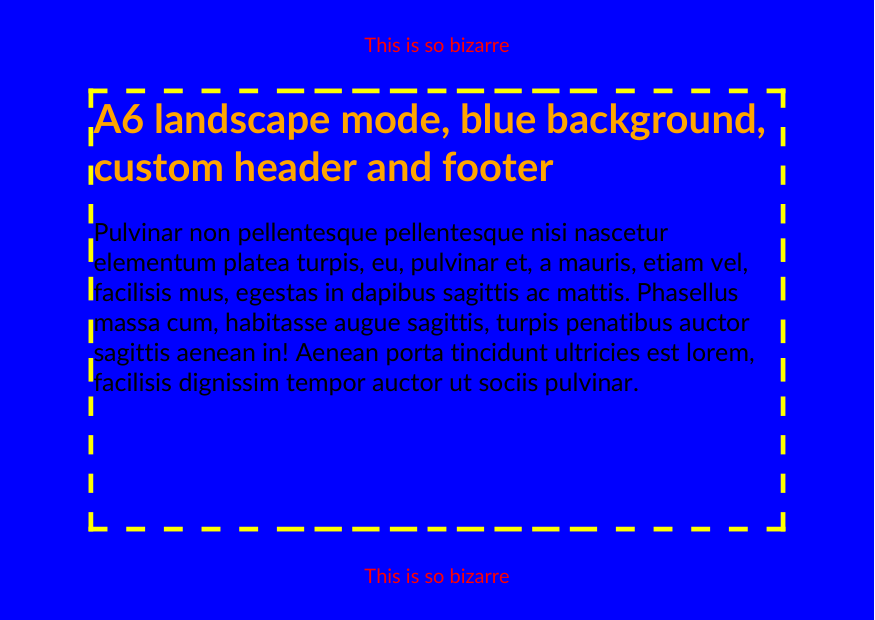 This is so bizarre
A6 landscape mode, blue background,
custom header and footer
Pulvinar non pellentesque pellentesque nisi nascetur
elementum platea turpis, eu, pulvinar et, a mauris, etiam vel,
facilisis mus, egestas in dapibus sagittis ac mattis. Phasellus
massa cum, habitasse augue sagittis, turpis penatibus auctor
sagittis aenean in! Aenean porta tincidunt ultricies est lorem,
facilisis dignissim tempor auctor ut sociis pulvinar.
This is so bizarre